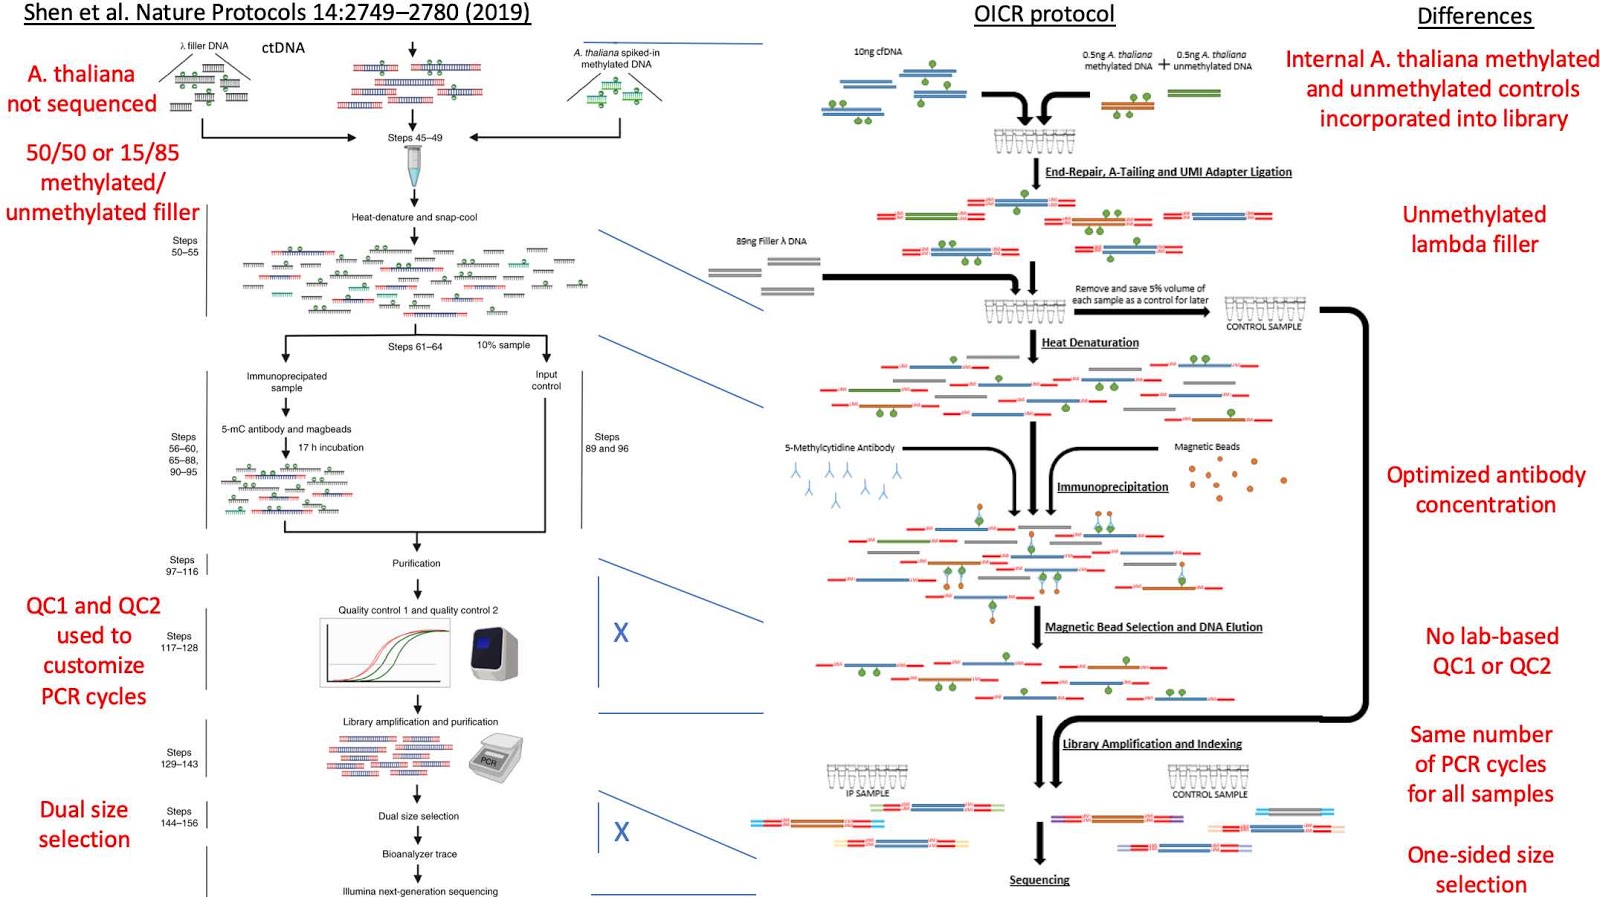 Shen et al. Nature Protocols 14:2749–2780 (2019)
λ filler DNA
ctDNA
A. thaliana spiked-in
methylated DNA
A. thaliana
not sequenced
Steps 45–49
50/50 or 15/85
methylated/
unmethylated filler
Heat-denature and snap-cool
Steps
50–55
Steps 61–64
10% sample
Immunoprecipated
sample
Input
control
5-mC antibody and magbeads
17 h incubation
Steps
56–60,
65–88,
90–95
Steps
89 and 96
Purification
Steps
97–116
QC1 and QC2
used to
customize
PCR cycles
Quality control 1 and quality control 2
Steps
117–128
X
Library amplification and purification
PCR
Steps
129–143
Dual size
selection
Steps
144–156
Dual size selection
X
Bioanalyzer trace
Illumina next-generation sequencing
OICR protocol
10ng cfDNA
0.5ng A. thaliana
methylated DNA
+
0.5ng A. thaliana
unmethylated DNA
End-Repair, A-Tailing and UMI Adapter Ligation
89ng Filler λ DNA
Remove and save 5% volume of
each sample as a control for later
CONTROL SAMPLE
Heat Denaturation
5-Methylcytidine Antibody
Magnetic Beads
Immunoprecipitation
Magnetic Bead Selection and DNA Elution
Library Amplification and Indexing
IP SAMPLE
CONTROL SAMPLE
Sequencing
Differences
Internal A. thaliana methylated
and unmethylated controls
incorporated into library
Unmethylated
lambda filler
Optimized antibody
concentration
No lab-based
QC1 or QC2
Same number
of PCR cycles
for all samples
One-sided size
selection